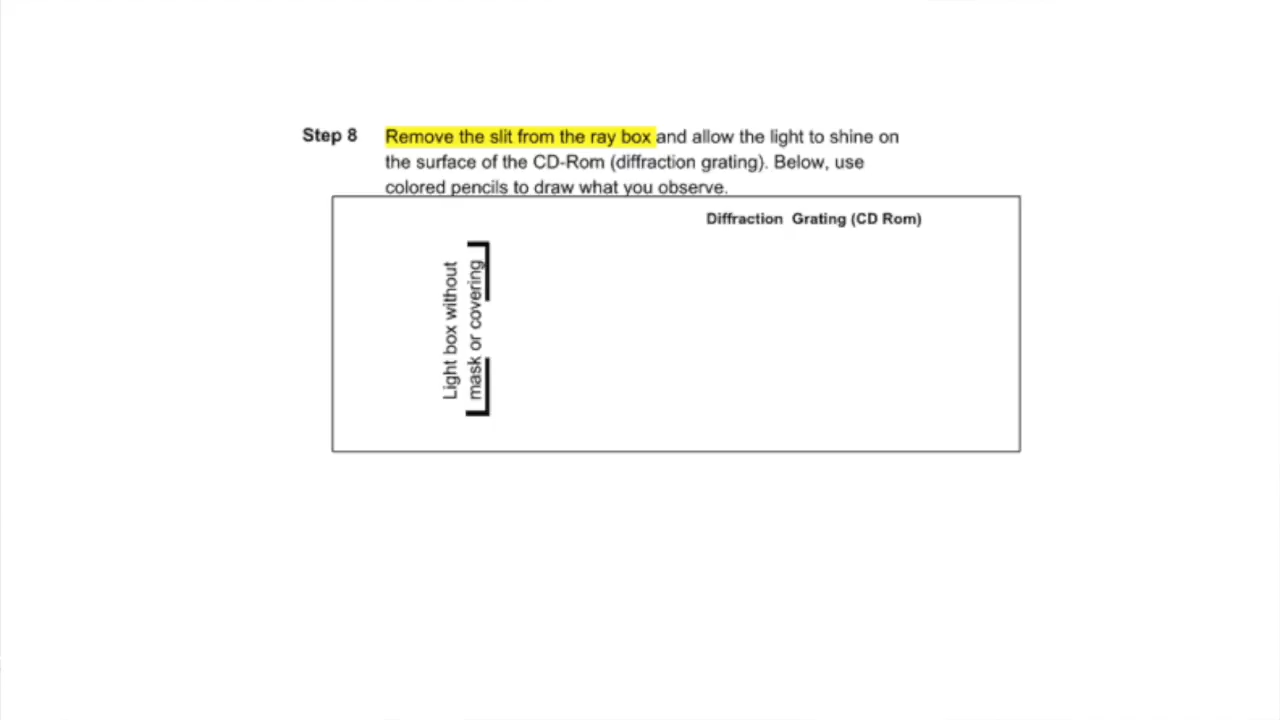 Step 8 Remove the slit from the ray box and allow the light to shine on
the surface of the CD-Rom (diffraction grating). Below, use
colored pencils to draw what you observe.
Diffraction Grating (CD Rom)
Light box without
mask or covering